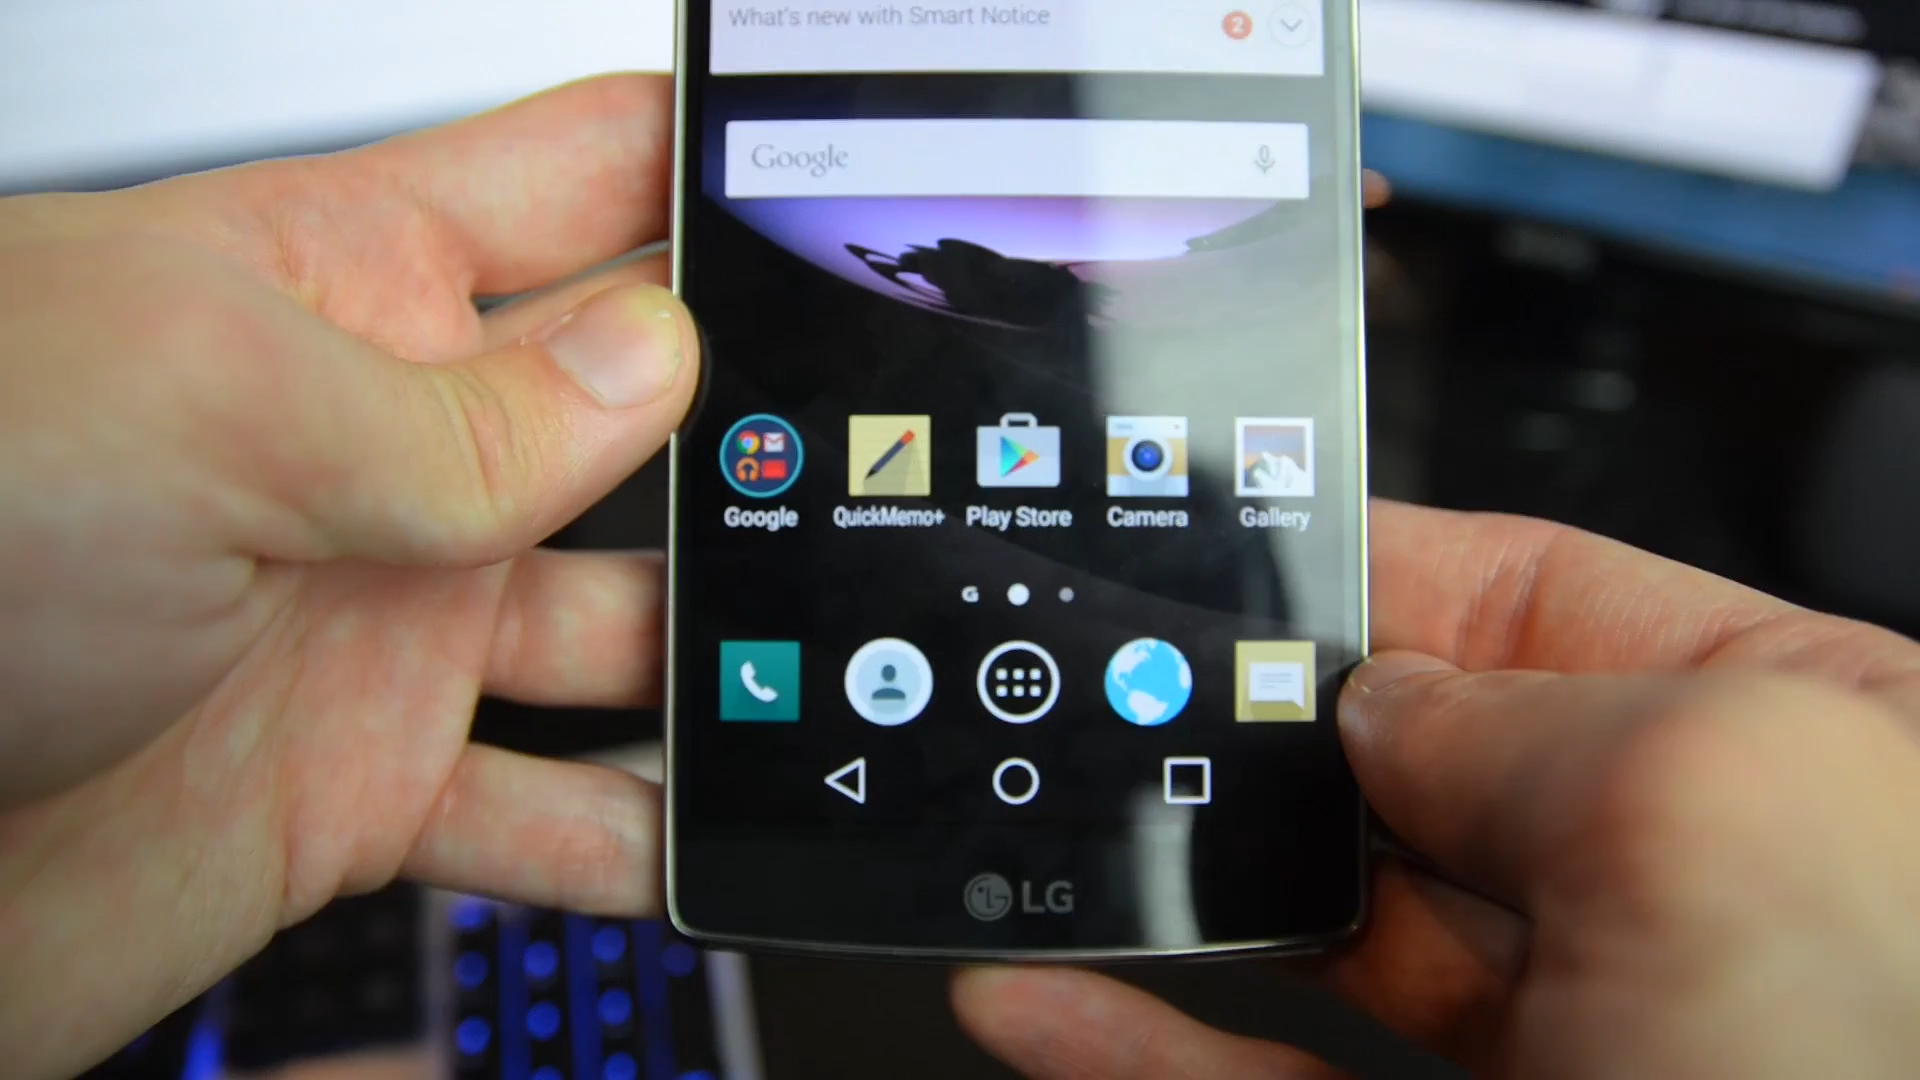 What's new with Smart Notice
2
Google
Google
QuickMemo+
Play Store
Camera
Gallery
G
LG